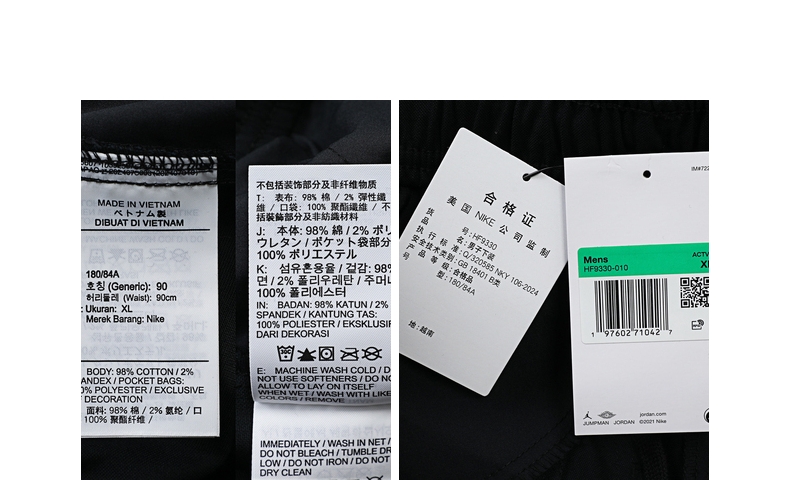 MADE IN VIETNAM
ベトナム製
DIBUAT DI VIETNAM
180/84A
호칭 (Generic): 90
허리둘레 (Waist): 90cm
Ukuran: XL
Merek Barang: Nike
BODY: 98% COTTON / 2%
ANDEX / POCKET BAGS:
0% POLYESTER / EXCLUSIVE
DECORATION
面料: 98% 棉 / 2% 氨纶 / 口
100% 聚酯纤维 /
不包括装饰部分及非纤维物质
T: 表布: 98% 棉 / 2% 彈性纖
維 / 口袋: 100% 聚酯纖維 / 不
括裝飾部分及非紡織材料
J: 本体: 98% 綿 / 2% ポリ
ウレタン / ポケット袋部分
100% ポリエステル
K: 섬유혼용율 / 겉감: 98%
면 / 2% 폴리우레탄 / 주머니
100% 폴리에스터
IN: BADAN: 98% KATUN / 2%
SPANDEX / KANTUNG TAS:
100% POLIESTER / EKSKLUSIF
DARI DEKORASI
E: MACHINE WASH COLD / D
NOT USE SOFTENERS / DO NO
ALLOW TO LAY ON ITSELF
WHEN WET / WASH WITH LIKE
COLORS / REMOVE
IMMEDIATELY / WASH IN NET /
DO NOT BLEACH / TUMBLE DR
LOW / DO NOT IRON / DO NOT
DRY CLEAN
合格证
美国 NIKE 公司监制
货号: HF9330
品名: 男子下装
执行标准: Q/320585 NKY 106-2024
安全技术类别: GB 18401 B类
产品等级: 合格品
号型: 180/84A
地: 越南
IM#722
Mens
HF9330-010
ACTV
1 97602 71042 7
JUMPMAN JORDAN
jordan.com
©2021 Nike